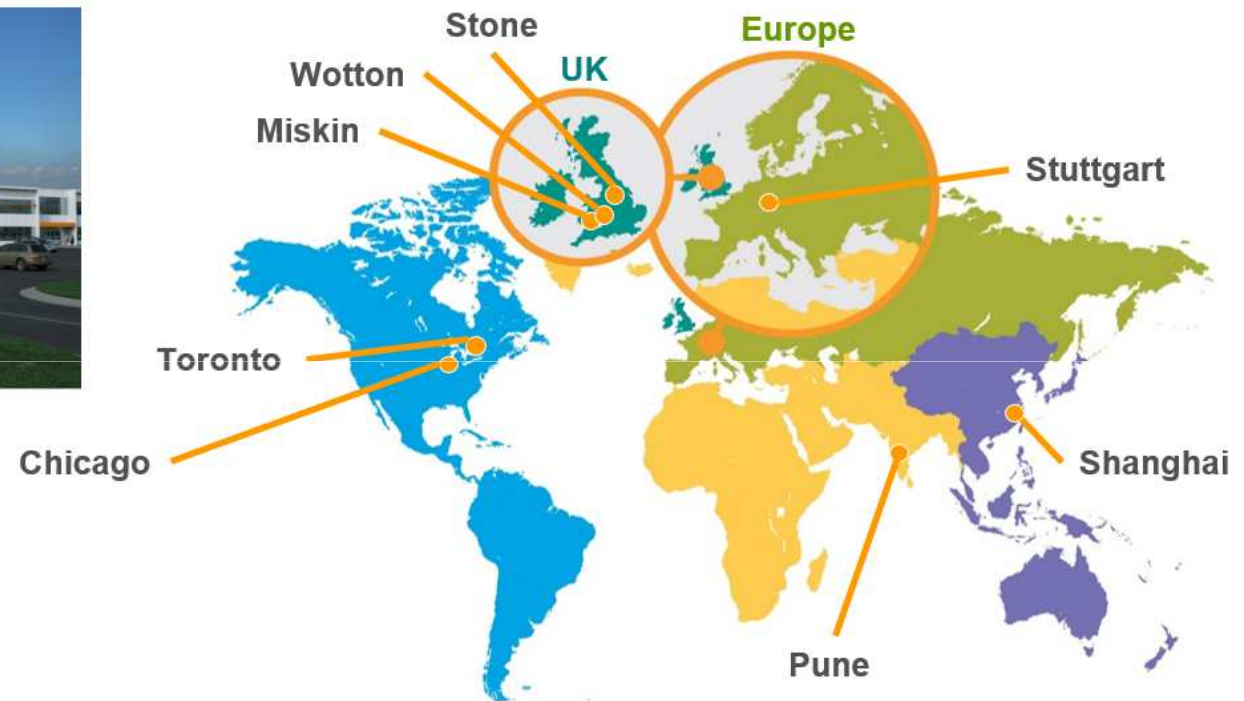 Stone
Europe
Wotton
UK
Miskin
Stuttgart
Toronto
Chicago
Shanghai
Pune